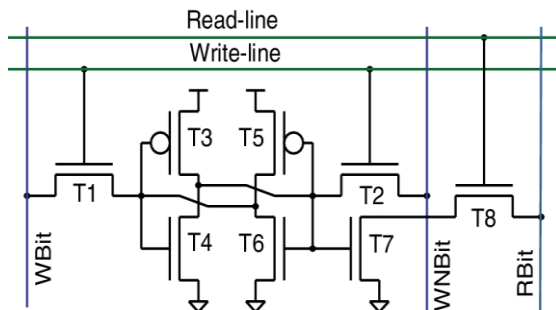 Read-line
Write-line
T3
T5
T1
T2
T8
T4
T6
T7
WBit
WNBit
RBit